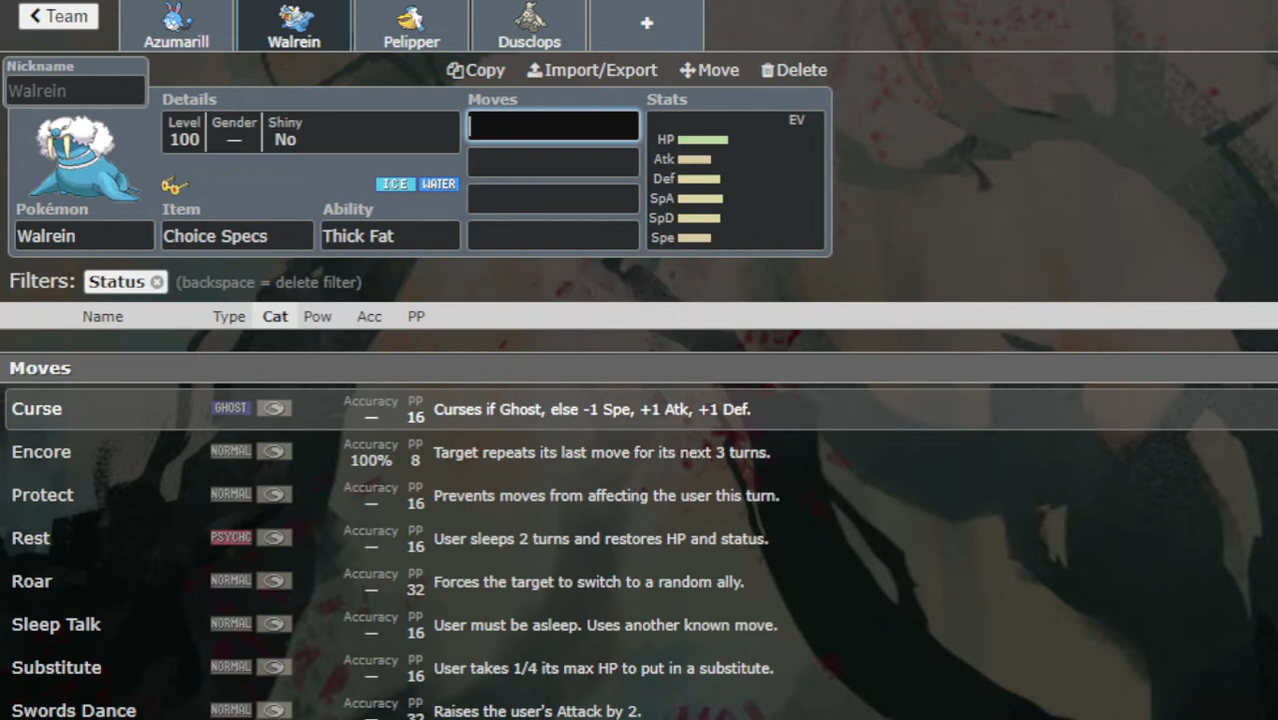 Team
Azumarill
Walrein
Pelipper
Dusclops
+
Nickname
Walrein
Copy Import/Export Move Delete
Details
Level 100
Gender —
Shiny No
ICE WATER
Pokémon
Walrein
Item
Choice Specs
Ability
Thick Fat
Moves
Stats
EV
HP
Atk
Def
SpA
SpD
Spe
Filters: Status (backspace = delete filter)
Name Type Cat Pow Acc PP
Moves
Curse GHOST Accuracy — PP 16 Curses if Ghost, else -1 Spe, +1 Atk, +1 Def.
Encore NORMAL Accuracy 100% PP 8 Target repeats its last move for its next 3 turns.
Protect NORMAL Accuracy — PP 16 Prevents moves from affecting the user this turn.
Rest PSYCHC Accuracy — PP 16 User sleeps 2 turns and restores HP and status.
Roar NORMAL Accuracy — PP 32 Forces the target to switch to a random ally.
Sleep Talk NORMAL Accuracy — PP 16 User must be asleep. Uses another known move.
Substitute NORMAL Accuracy — PP 16 User takes 1/4 its max HP to put in a substitute.
Swords Dance NORMAL Accuracy PP 32 Raises the user's Attack by 2.